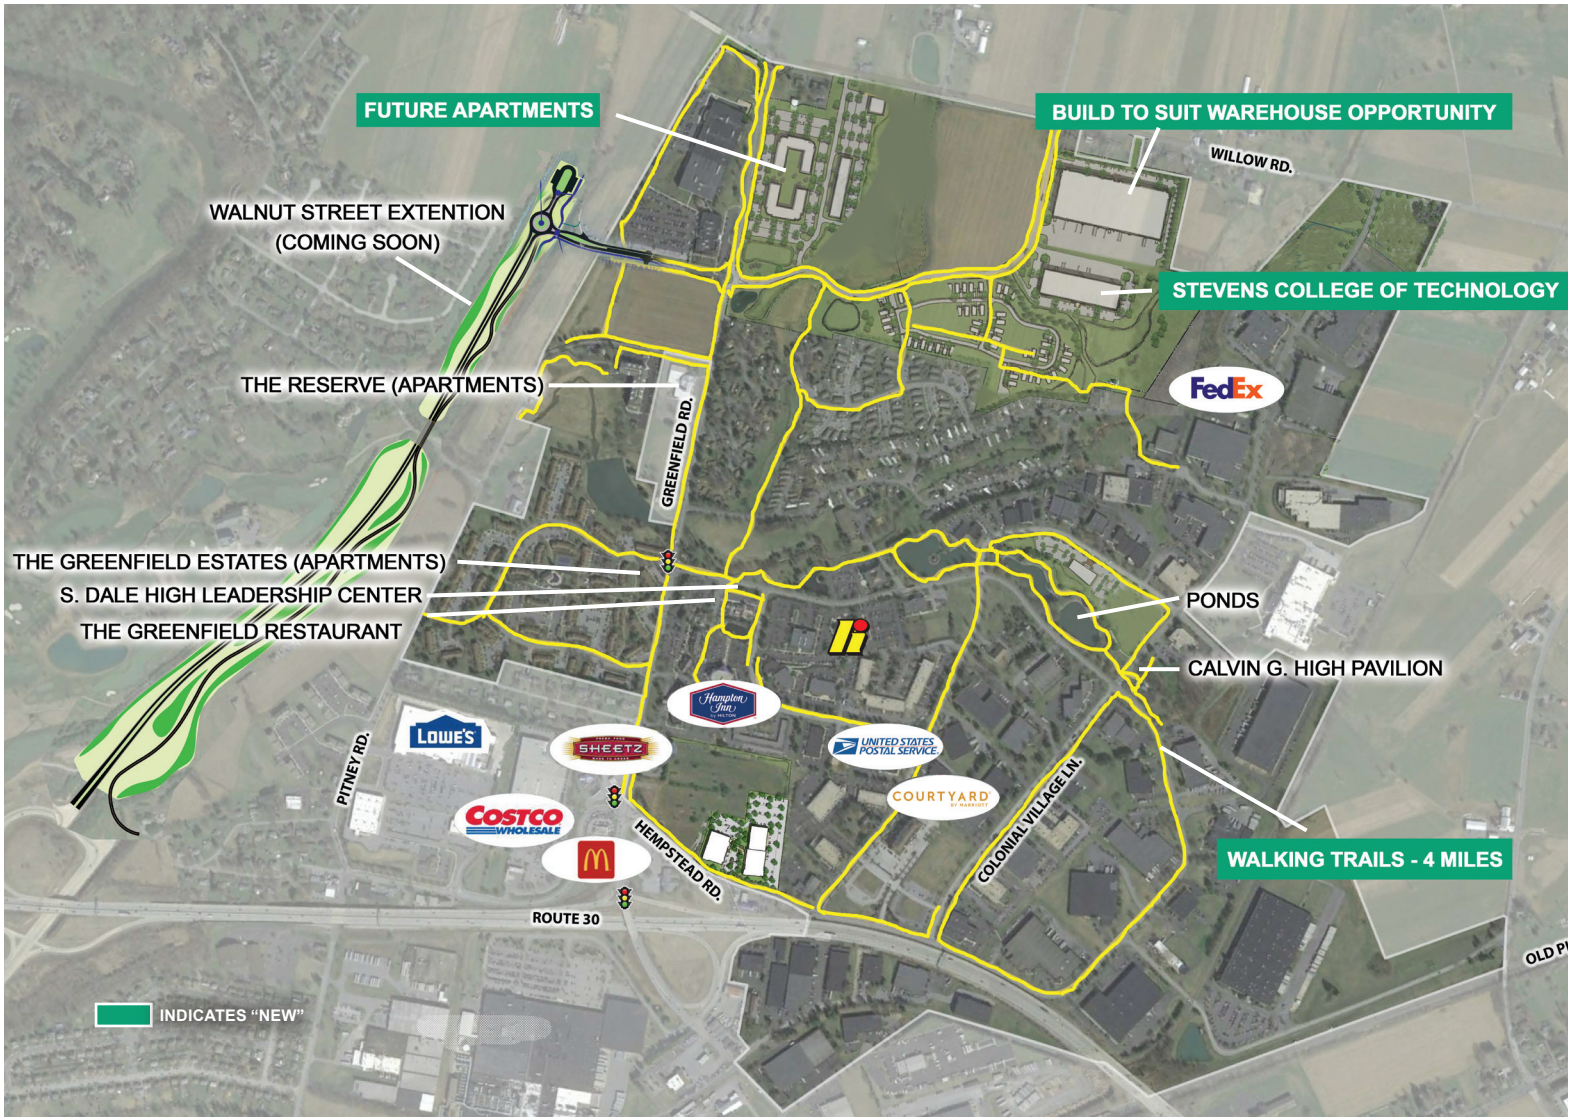 FUTURE APARTMENTS
BUILD TO SUIT WAREHOUSE OPPORTUNITY
WILLOW RD.
WALNUT STREET EXTENTION
(COMING SOON)
STEVENS COLLEGE OF TECHNOLOGY
THE RESERVE (APARTMENTS)
FedEx
GREENFIELD RD.
THE GREENFIELD ESTATES (APARTMENTS)
S. DALE HIGH LEADERSHIP CENTER
THE GREENFIELD RESTAURANT
PONDS
CALVIN G. HIGH PAVILION
Hampton
Inn
by HILTON
LOWE'S
SHEETZ
UNITED STATES
POSTAL SERVICE
PITNEY RD.
COURTYARD
BY MARRIOTT
COSTCO
WHOLESALE
HEMPSTEAD RD.
COLONIAL VILLAGE LN.
WALKING TRAILS - 4 MILES
ROUTE 30
OLD
INDICATES “NEW”